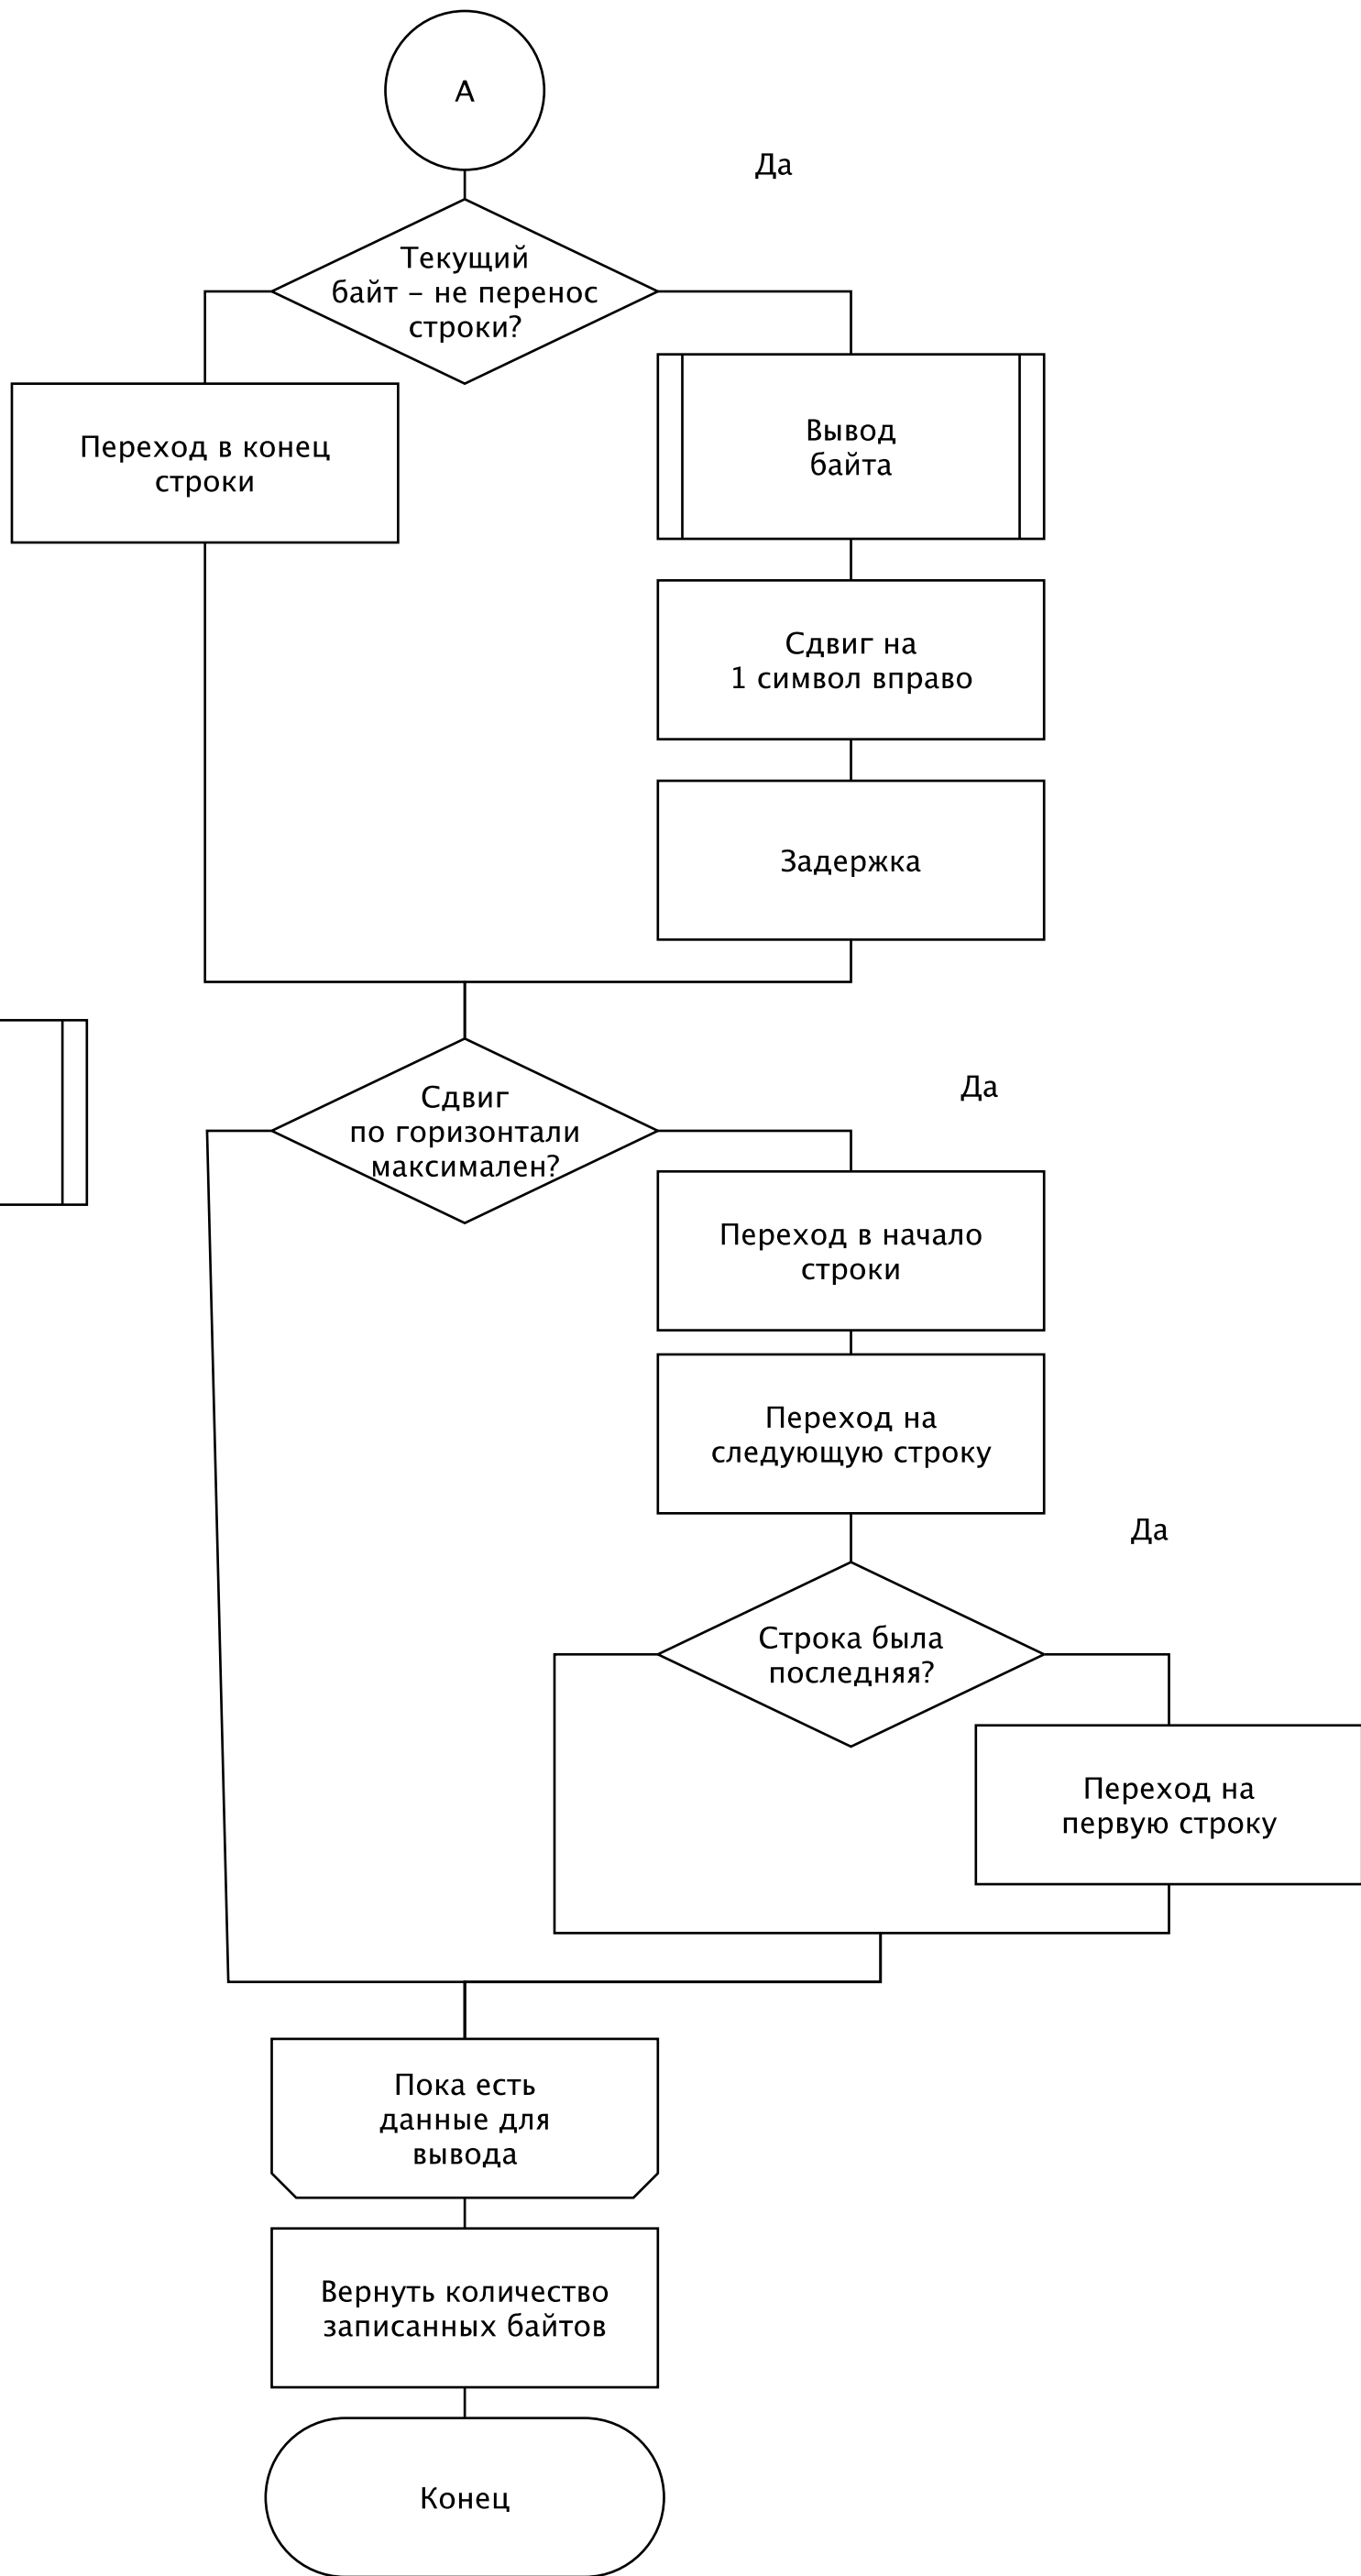 А
Да
Текущий
байт – не перенос
строки?
Переход в конец
строки
Вывод
байта
Сдвиг на
1 символ вправо
Задержка
Да
Сдвиг
по горизонтали
максимален?
Переход в начало
строки
Переход на
следующую строку
Да
Строка была
последняя?
Переход на
первую строку
Пока есть
данные для
вывода
Вернуть количество
записанных байтов
Конец